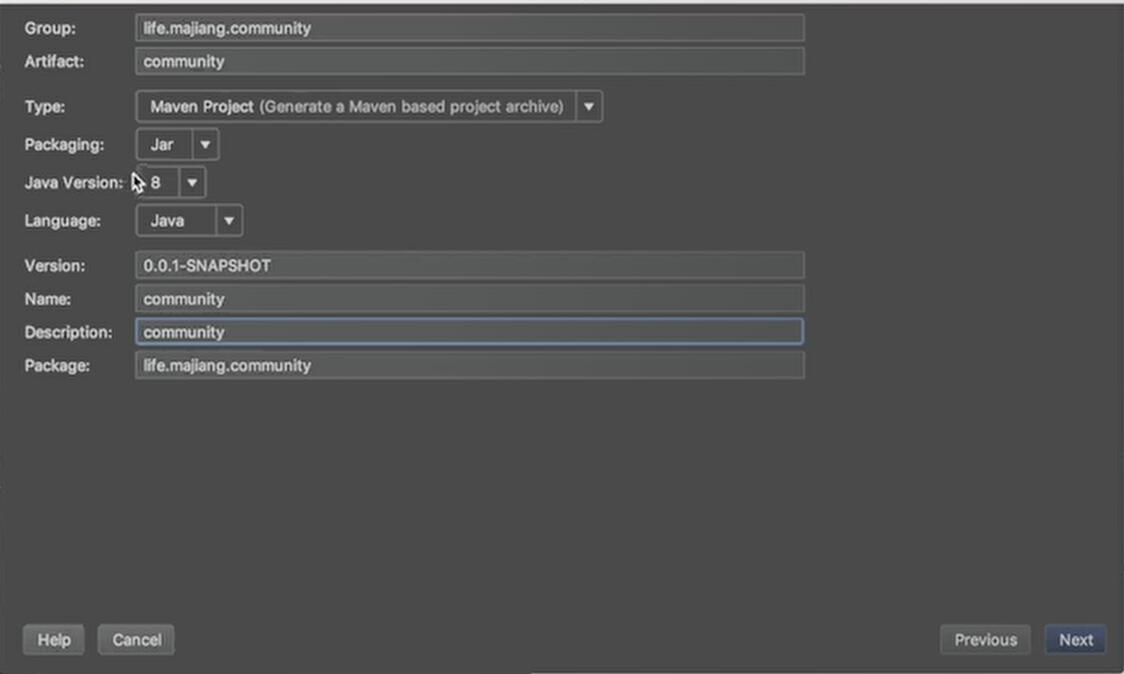 Group: life.majiang.community
Artifact: community
Type: Maven Project (Generate a Maven based project archive)
Packaging: Jar
Java Version: 8
Language: Java
Version: 0.0.1-SNAPSHOT
Name: community
Description: community
Package: life.majiang.community
Help Cancel Previous Next